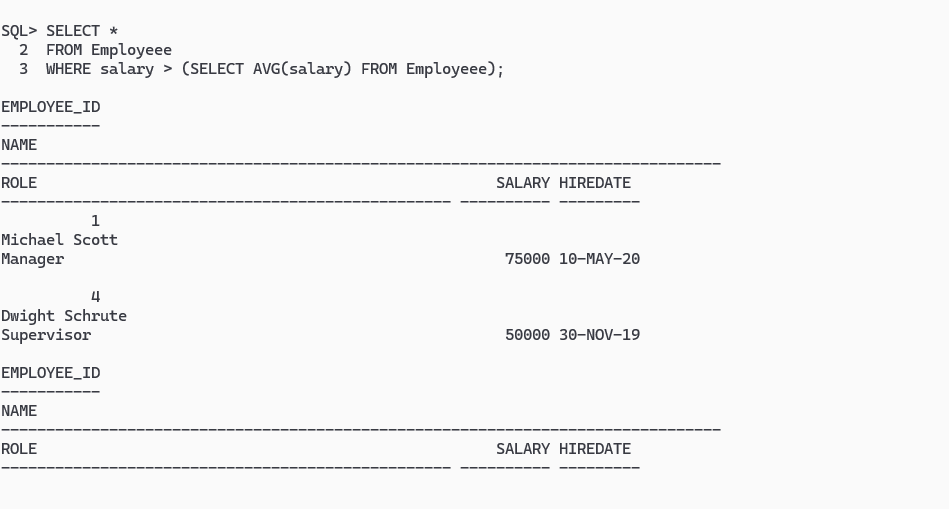 SQL> SELECT *
  2  FROM Employeee
  3  WHERE salary > (SELECT AVG(salary) FROM Employeee);

EMPLOYEE_ID
-----------
NAME
--------------------------------------------------------------------------------
ROLE                                                   SALARY HIREDATE
-------------------------------------------------- ---------- ---------
          1
Michael Scott
Manager                                                 75000 10-MAY-20

          4
Dwight Schrute
Supervisor                                              50000 30-NOV-19

EMPLOYEE_ID
-----------
NAME
--------------------------------------------------------------------------------
ROLE                                                   SALARY HIREDATE
-------------------------------------------------- ---------- ---------